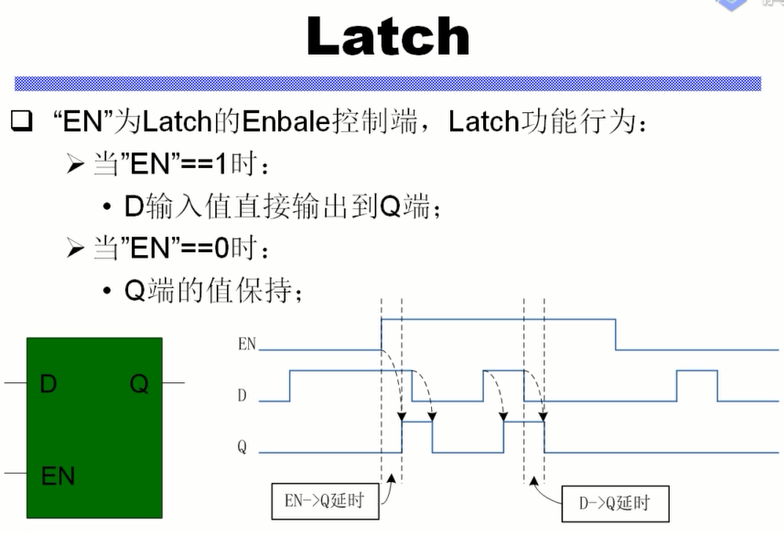 Latch
“EN”为Latch的Enbale控制端，Latch功能行为：
当”EN”==1时：
D输入值直接输出到Q端；
当”EN”==0时：
Q端的值保持；
D Q
EN
EN
D
Q
EN->Q延时
D->Q延时